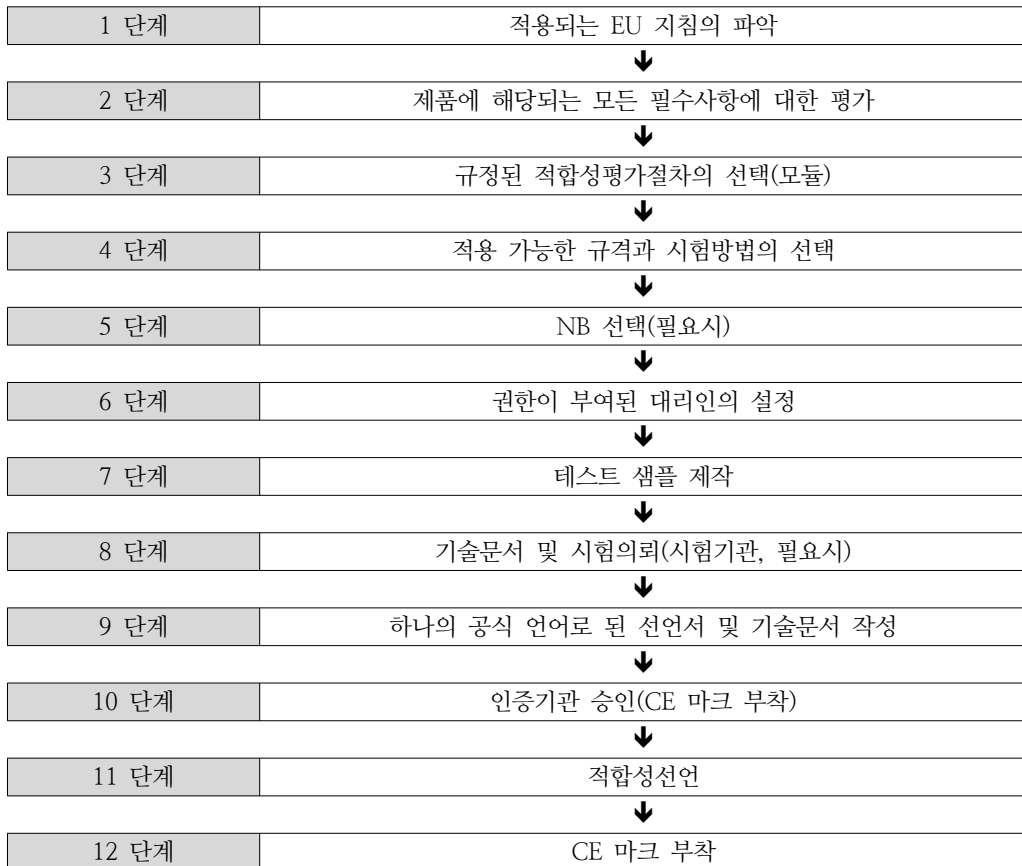 1 단계 적용되는 EU 지침의 파악
2 단계 제품에 해당되는 모든 필수사항에 대한 평가
3 단계 규정된 적합성평가절차의 선택(모듈)
4 단계 적용 가능한 규격과 시험방법의 선택
5 단계 NB 선택(필요시)
6 단계 권한이 부여된 대리인의 설정
7 단계 테스트 샘플 제작
8 단계 기술문서 및 시험의뢰(시험기관, 필요시)
9 단계 하나의 공식 언어로 된 선언서 및 기술문서 작성
10 단계 인증기관 승인(CE 마크 부착)
11 단계 적합성선언
12 단계 CE 마크 부착